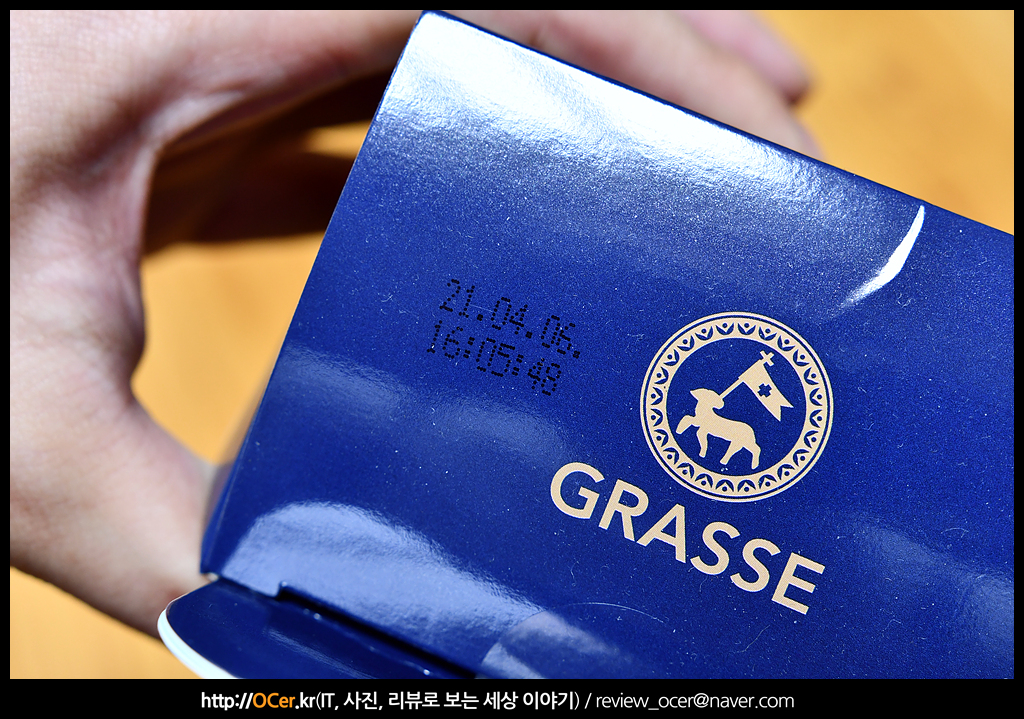 21.04.06.
16:05:48
GRASSE
http://OCer.kr(IT, 사진, 리뷰로 보는 세상 이야기) / review_ocer@naver.com